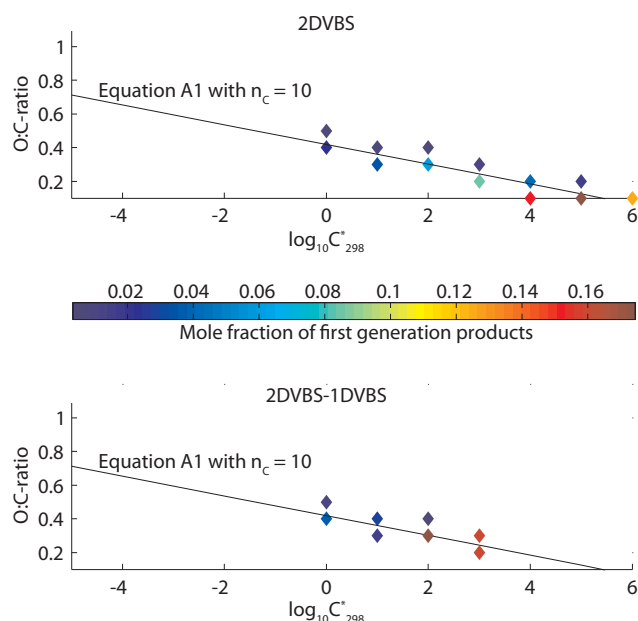 2DVBS
1
0.8
0.6
0.4
0.2
O:C-ratio
Equation A1 with n_C = 10
-4 -2 0 2 4 6
log₁₀C*₂₉₈
0.02 0.04 0.06 0.08 0.1 0.12 0.14 0.16
Mole fraction of first generation products
2DVBS-1DVBS
1
0.8
0.6
0.4
0.2
O:C-ratio
Equation A1 with n_C = 10
-4 -2 0 2 4 6
log₁₀C*₂₉₈